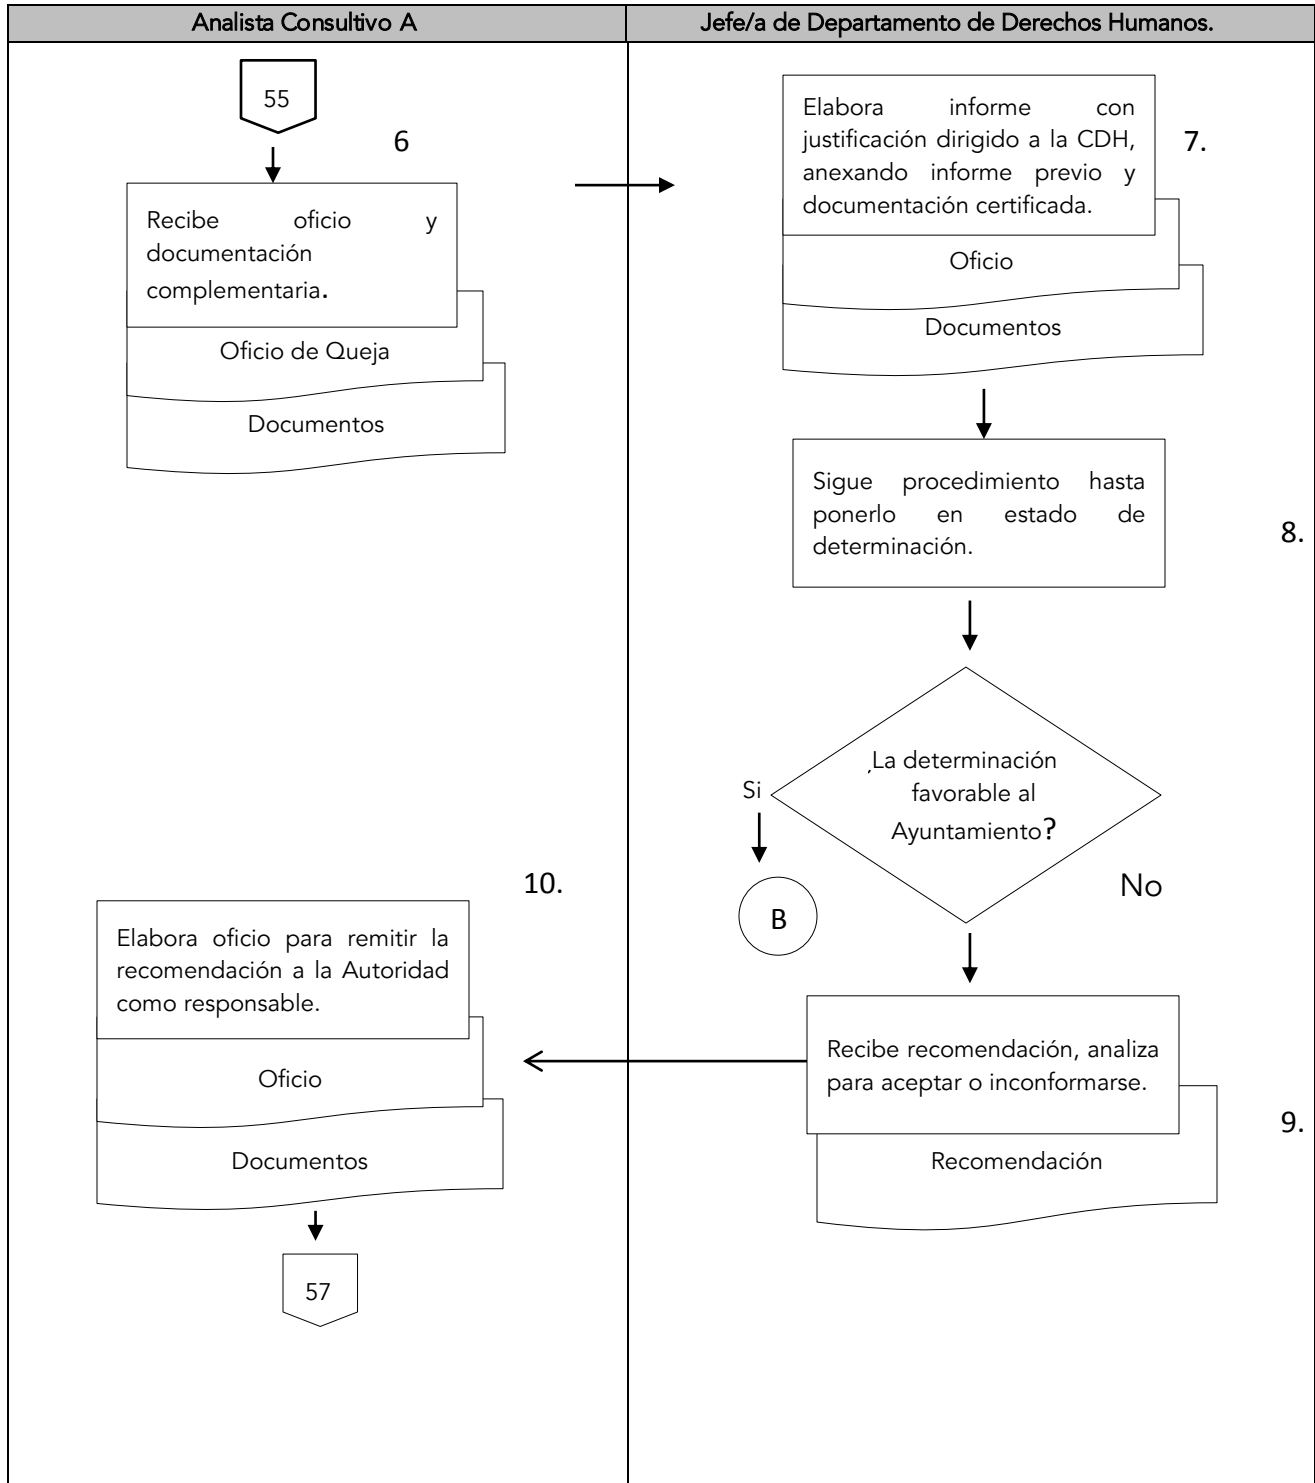 Analista Consultivo A
Jefe/a de Departamento de Derechos Humanos.
55
6
Recibe oficio y
documentación
complementaria.
Oficio de Queja
Documentos
Elabora informe con
justificación dirigido a la CDH,
anexando informe previo y
documentación certificada.
7.
Oficio
Documentos
Sigue procedimiento hasta
ponerlo en estado de
determinación.
8.
La determinación
favorable al
Ayuntamiento?
Si
B
No
Recibe recomendación, analiza
para aceptar o inconformarse.
9.
Recomendación
10.
Elabora oficio para remitir la
recomendación a la Autoridad
como responsable.
Oficio
Documentos
57